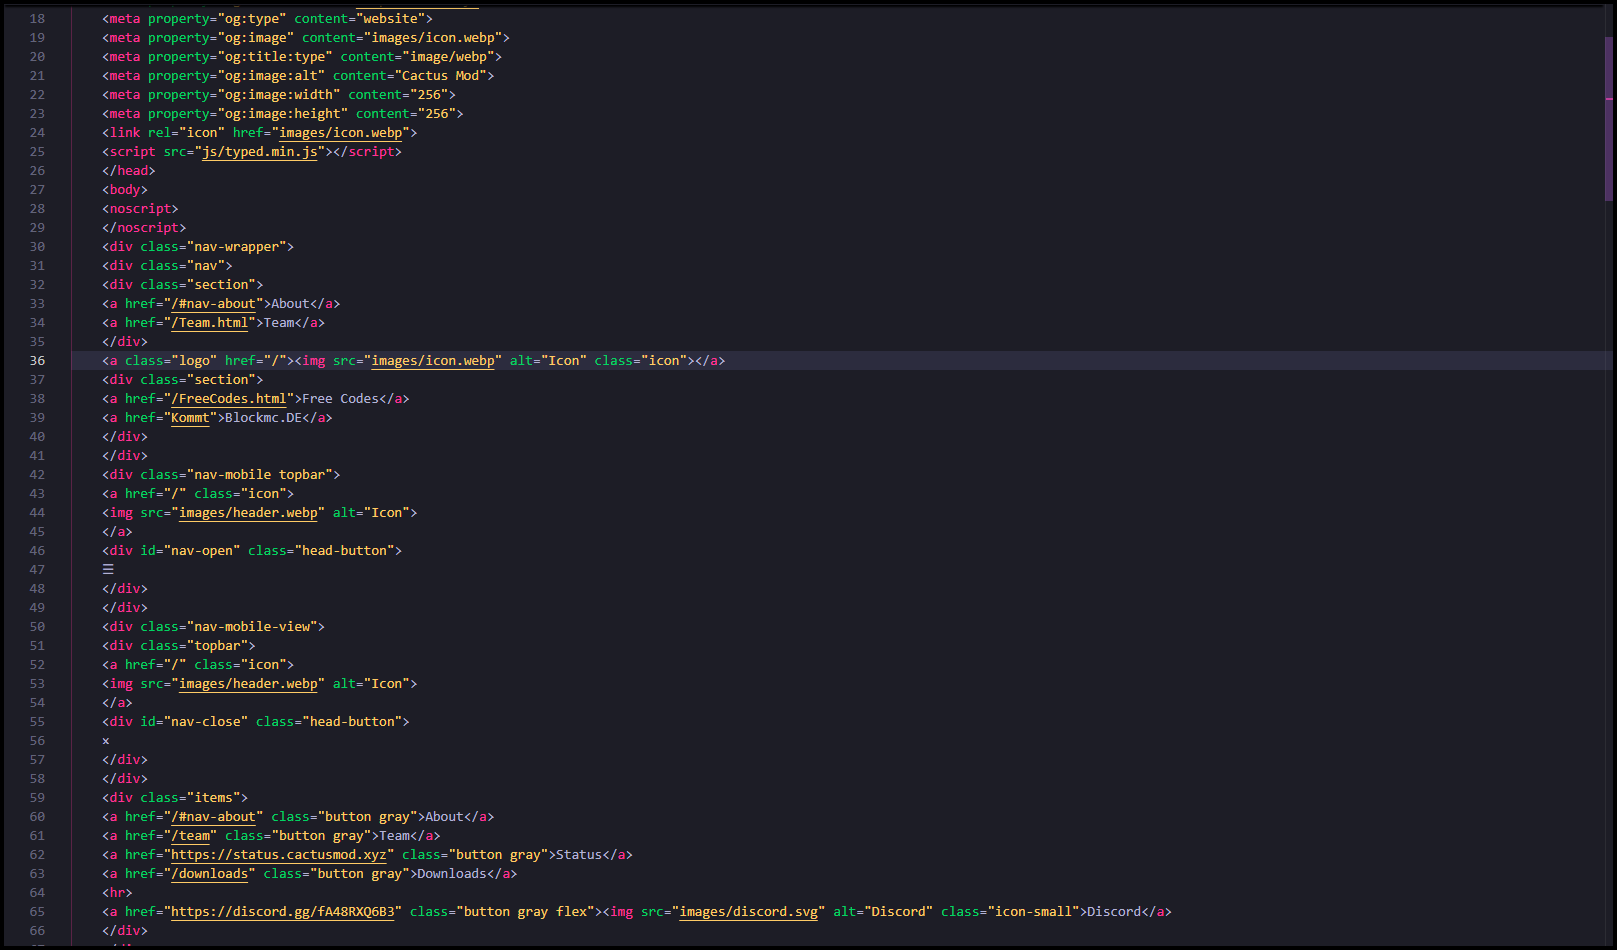 18 <meta property="og:type" content="website">
19 <meta property="og:image" content="images/icon.webp">
20 <meta property="og:title:type" content="image/webp">
21 <meta property="og:image:alt" content="Cactus Mod">
22 <meta property="og:image:width" content="256">
23 <meta property="og:image:height" content="256">
24 <link rel="icon" href="images/icon.webp">
25 <script src="js/typed.min.js"></script>
26 </head>
27 <body>
28 <noscript>
29 </noscript>
30 <div class="nav-wrapper">
31 <div class="nav">
32 <div class="section">
33 <a href="/#nav-about">About</a>
34 <a href="/Team.html">Team</a>
35 </div>
36 <a class="logo" href="/"><img src="images/icon.webp" alt="Icon" class="icon"></a>
37 <div class="section">
38 <a href="/FreeCodes.html">Free Codes</a>
39 <a href="Kommt">Blockmc.DE</a>
40 </div>
41 </div>
42 <div class="nav-mobile topbar">
43 <a href="/" class="icon">
44 <img src="images/header.webp" alt="Icon">
45 </a>
46 <div id="nav-open" class="head-button">
47 ☰
48 </div>
49 </div>
50 <div class="nav-mobile-view">
51 <div class="topbar">
52 <a href="/" class="icon">
53 <img src="images/header.webp" alt="Icon">
54 </a>
55 <div id="nav-close" class="head-button">
56 x
57 </div>
58 </div>
59 <div class="items">
60 <a href="/#nav-about" class="button gray">About</a>
61 <a href="/team" class="button gray">Team</a>
62 <a href="https://status.cactusmod.xyz" class="button gray">Status</a>
63 <a href="/downloads" class="button gray">Downloads</a>
64 <hr>
65 <a href="https://discord.gg/fA48RXQ6B3" class="button gray flex"><img src="images/discord.svg" alt="Discord" class="icon-small">Discord</a>
66 </div>